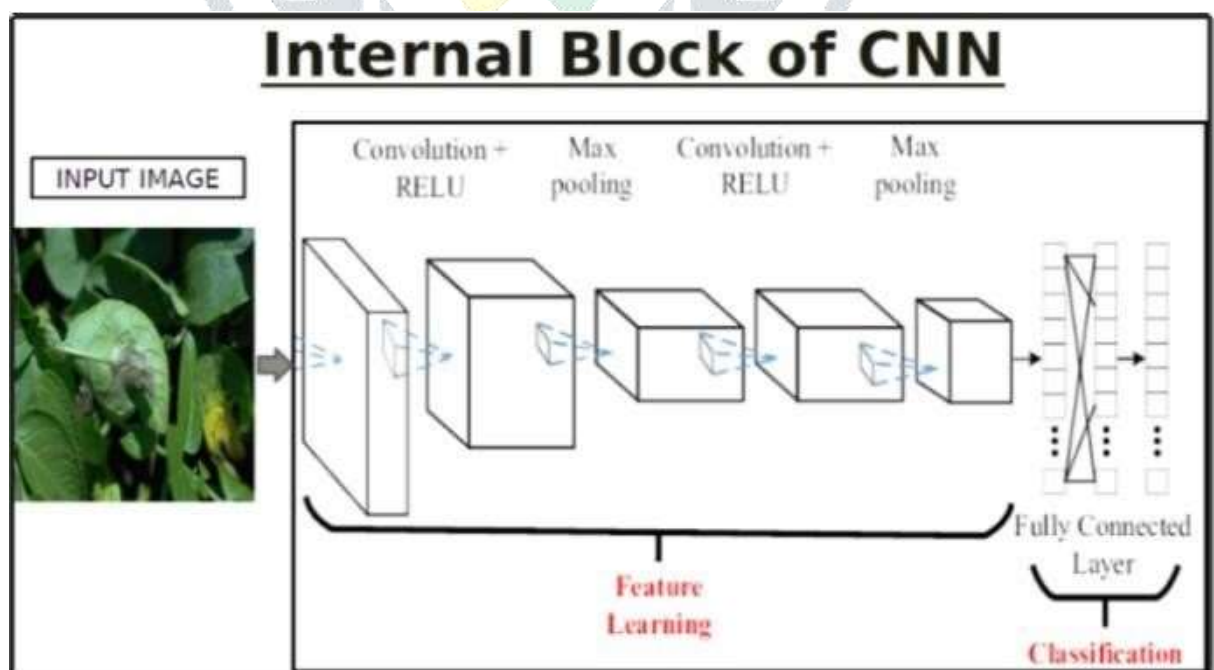 Internal Block of CNN
INPUT IMAGE
Convolution +
RELU
Max
pooling
Convolution +
RELU
Max
pooling
Fully Connected
Layer
Feature
Learning
Classification